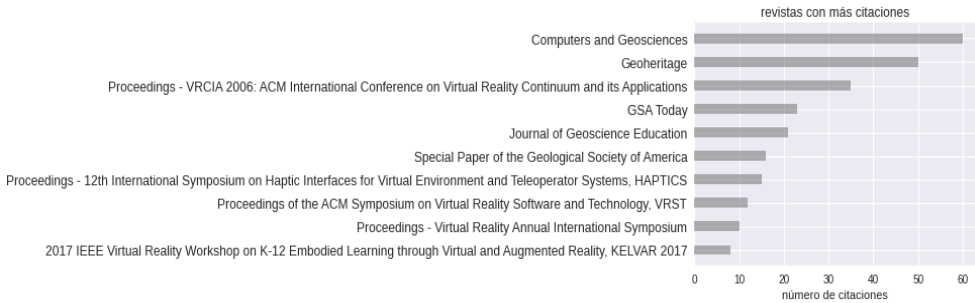 revistas con más citaciones
Computers and Geosciences
Geoheritage
Proceedings - VRCIA 2006: ACM International Conference on Virtual Reality Continuum and its Applications
GSA Today
Journal of Geoscience Education
Special Paper of the Geological Society of America
Proceedings - 12th International Symposium on Haptic Interfaces for Virtual Environment and Teleoperator Systems, HAPTICS
Proceedings of the ACM Symposium on Virtual Reality Software and Technology, VRST
Proceedings - Virtual Reality Annual International Symposium
2017 IEEE Virtual Reality Workshop on K-12 Embodied Learning through Virtual and Augmented Reality, KELVAR 2017
0 10 20 30 40 50 60
número de citaciones